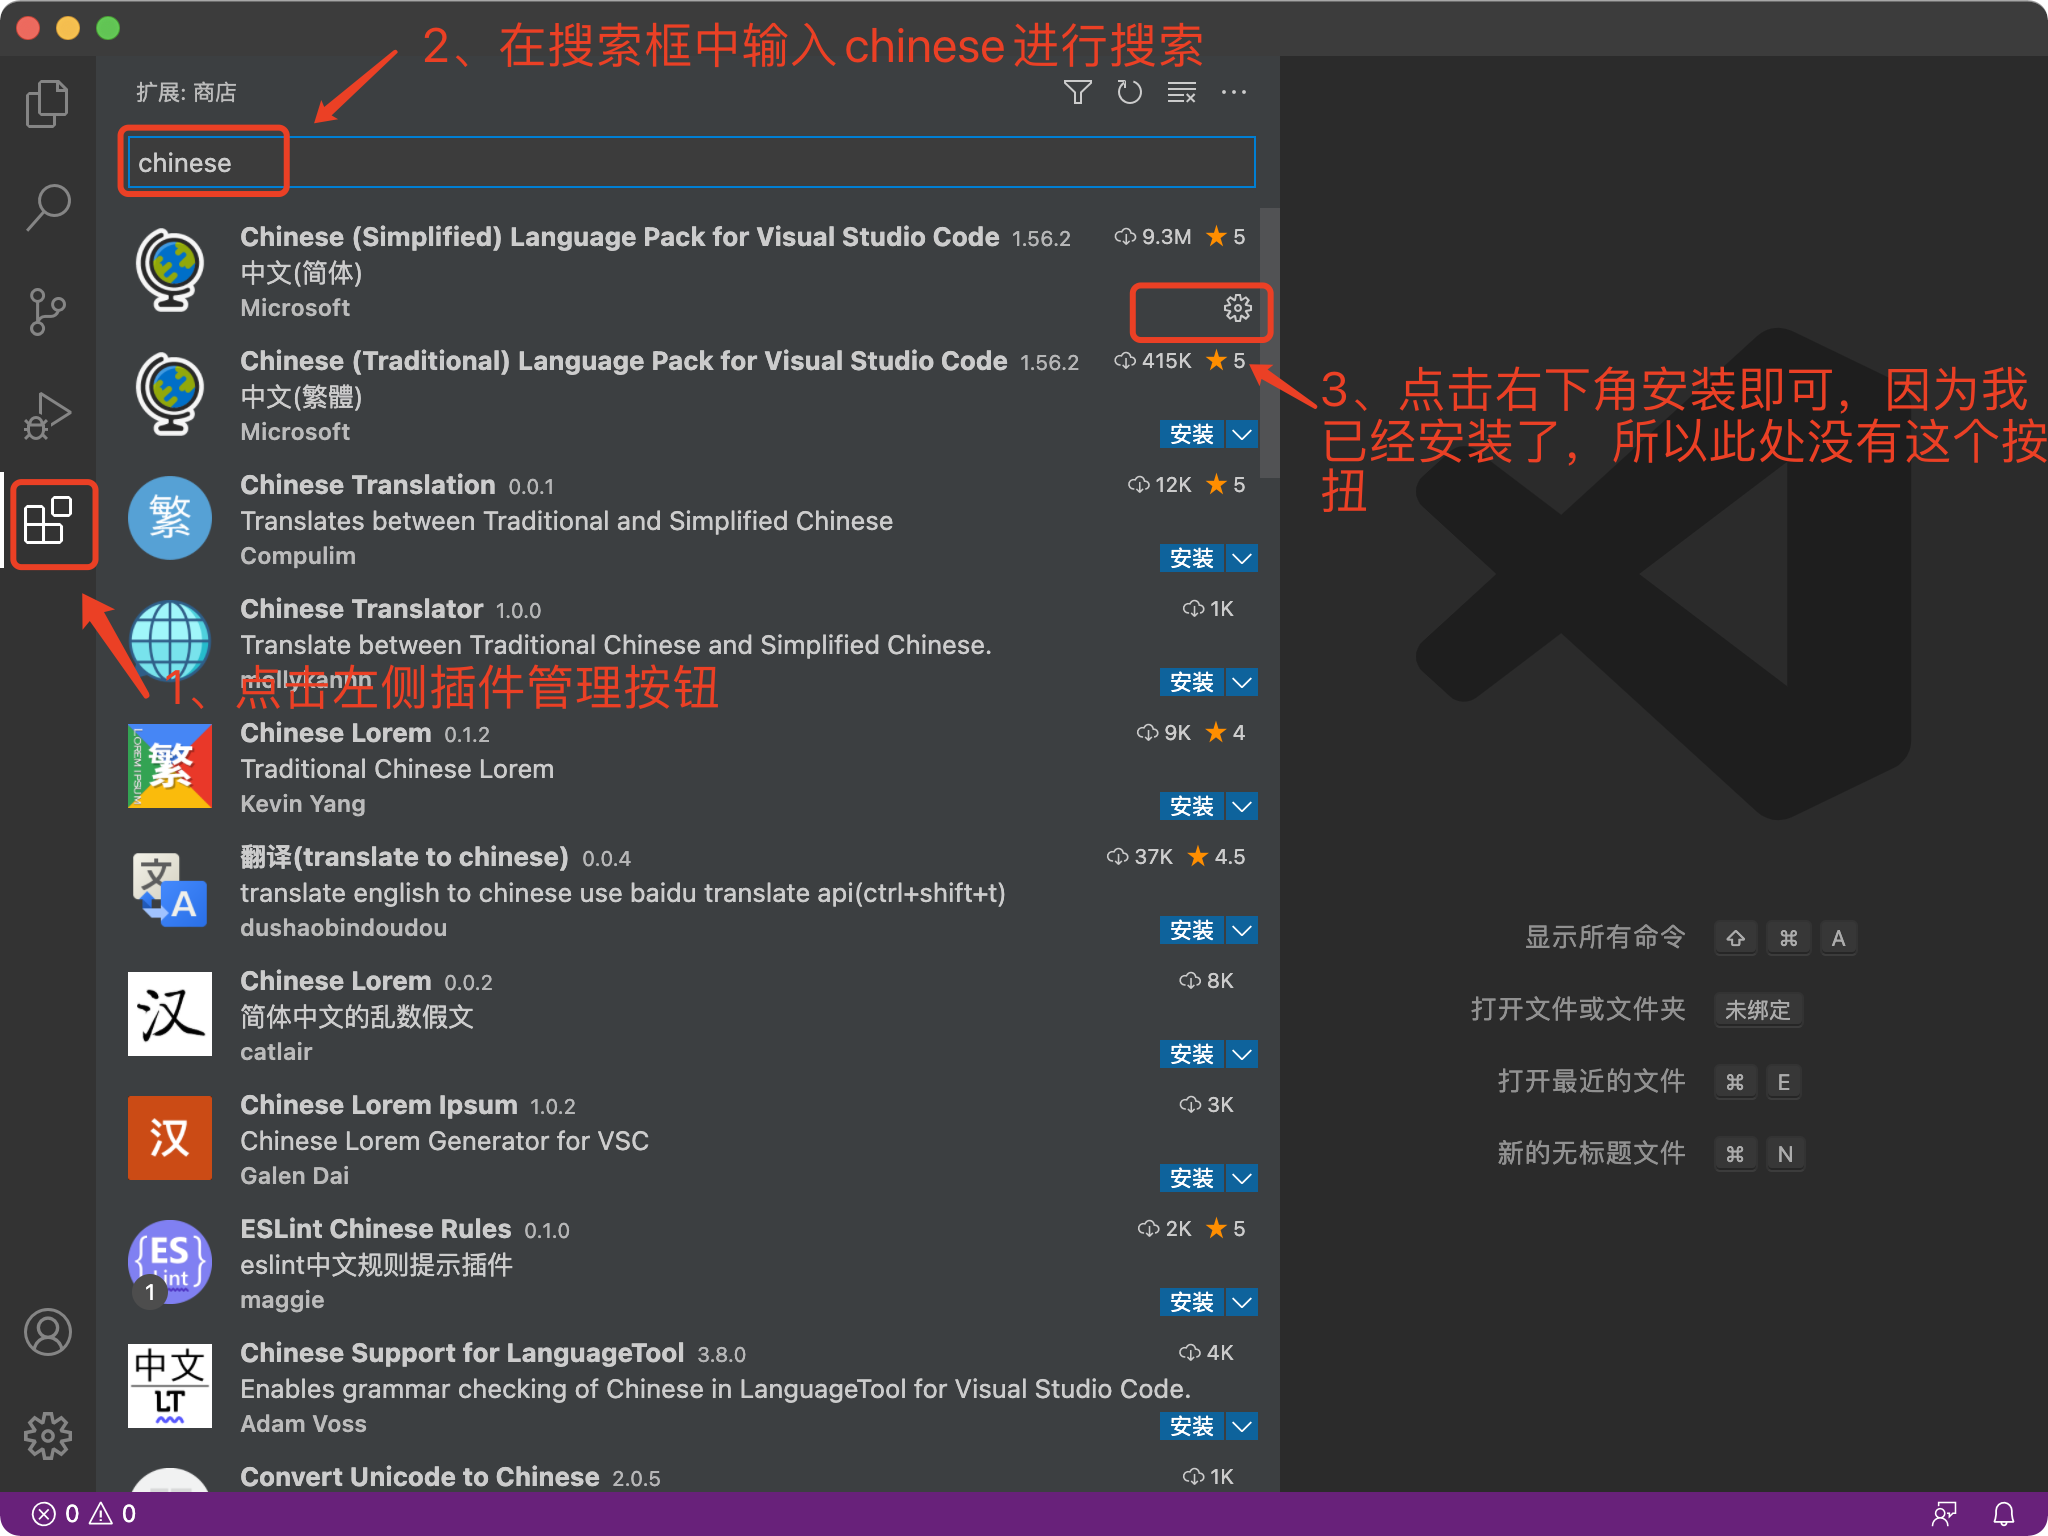 2、在搜索框中输入chinese进行搜索
扩展: 商店
chinese
Chinese (Simplified) Language Pack for Visual Studio Code 1.56.2 9.3M 5
中文(简体)
Microsoft
Chinese (Traditional) Language Pack for Visual Studio Code 1.56.2 415K 5
中文(繁體)
Microsoft 安装
3、点击右下角安装即可，因为我
已经安装了，所以此处没有这个按
扭
繁
Chinese Translation 0.0.1 12K 5
Translates between Traditional and Simplified Chinese
Compulim 安装
Chinese Translator 1.0.0 1K
Translate between Traditional Chinese and Simplified Chinese.
mollykannn 安装
1、点击左侧插件管理按钮
LOREM IPSUM
繁
Chinese Lorem 0.1.2 9K 4
Traditional Chinese Lorem
Kevin Yang 安装
文
A
翻译(translate to chinese) 0.0.4 37K 4.5
translate english to chinese use baidu translate api(ctrl+shift+t)
dushaobindoudou 安装
汉
Chinese Lorem 0.0.2 8K
简体中文的乱数假文
catlair 安装
汉
Chinese Lorem Ipsum 1.0.2 3K
Chinese Lorem Generator for VSC
Galen Dai 安装
{ES
Lint}
1
ESLint Chinese Rules 0.1.0 2K 5
eslint中文规则提示插件
maggie 安装
中文
LT
Chinese Support for LanguageTool 3.8.0 4K
Enables grammar checking of Chinese in LanguageTool for Visual Studio Code.
Adam Voss 安装
Convert Unicode to Chinese 2.0.5 1K
显示所有命令 ⇧ ⌘ A
打开文件或文件夹 未绑定
打开最近的文件 ⌘ E
新的无标题文件 ⌘ N
0 0